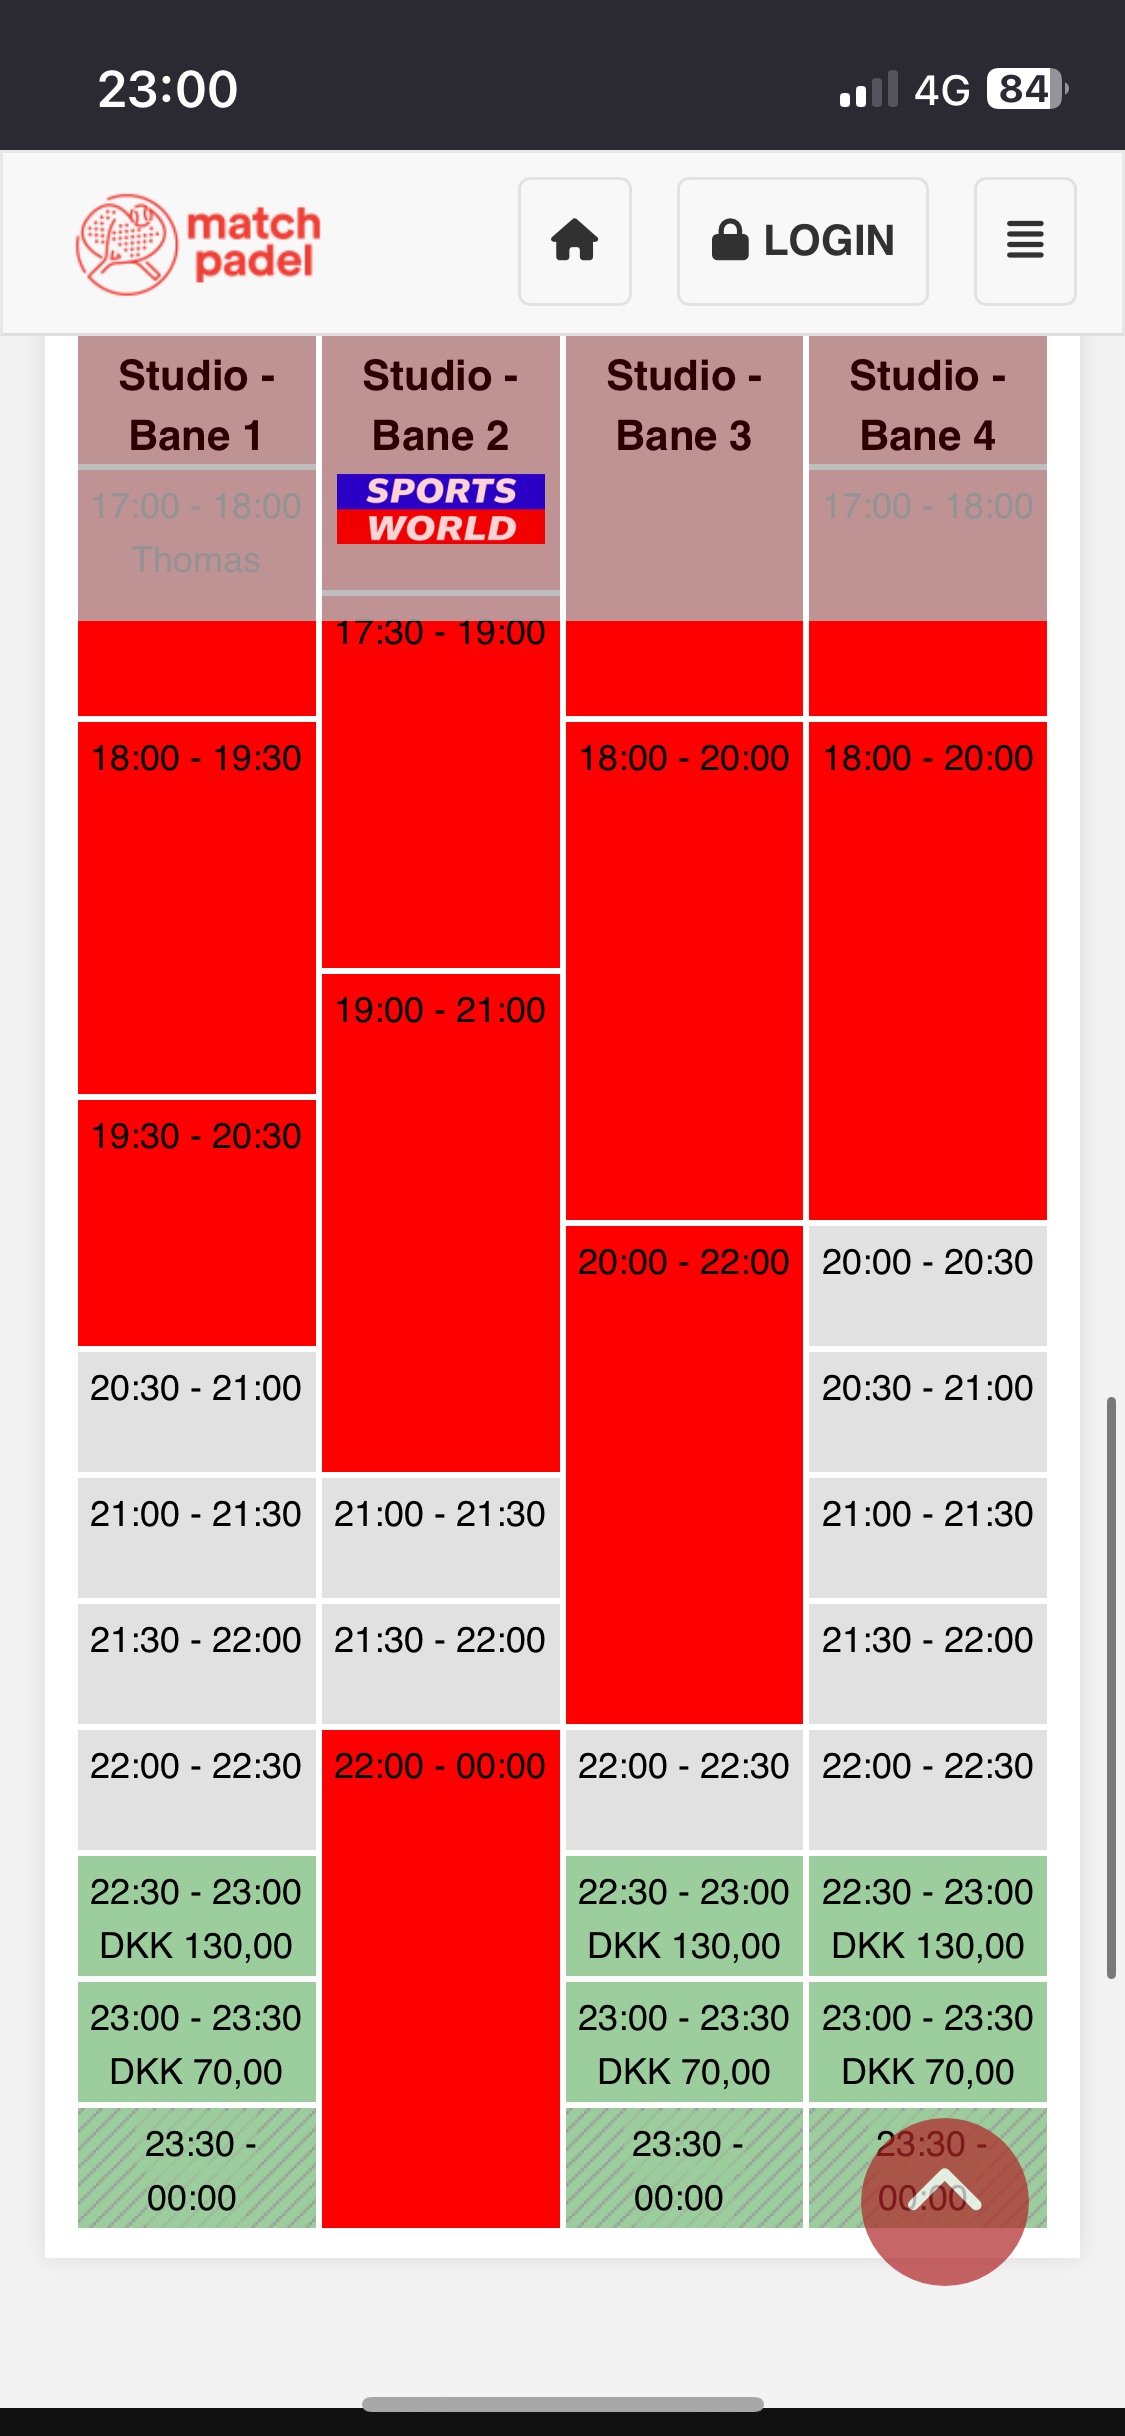 23:00
4G 84
match
padel
LOGIN
Studio -
Bane 1
17:00 - 18:00
Thomas
18:00 - 19:30
19:30 - 20:30
20:30 - 21:00
21:00 - 21:30
21:30 - 22:00
22:00 - 22:30
22:30 - 23:00
DKK 130,00
23:00 - 23:30
DKK 70,00
23:30 -
00:00
Studio -
Bane 2
SPORTS
WORLD
17:30 - 19:00
19:00 - 21:00
21:00 - 21:30
21:30 - 22:00
22:00 - 00:00
Studio -
Bane 3
18:00 - 20:00
20:00 - 22:00
22:00 - 22:30
22:30 - 23:00
DKK 130,00
23:00 - 23:30
DKK 70,00
23:30 -
00:00
Studio -
Bane 4
17:00 - 18:00
18:00 - 20:00
20:00 - 20:30
20:30 - 21:00
21:00 - 21:30
21:30 - 22:00
22:00 - 22:30
22:30 - 23:00
DKK 130,00
23:00 - 23:30
DKK 70,00
23:30 -
00:00